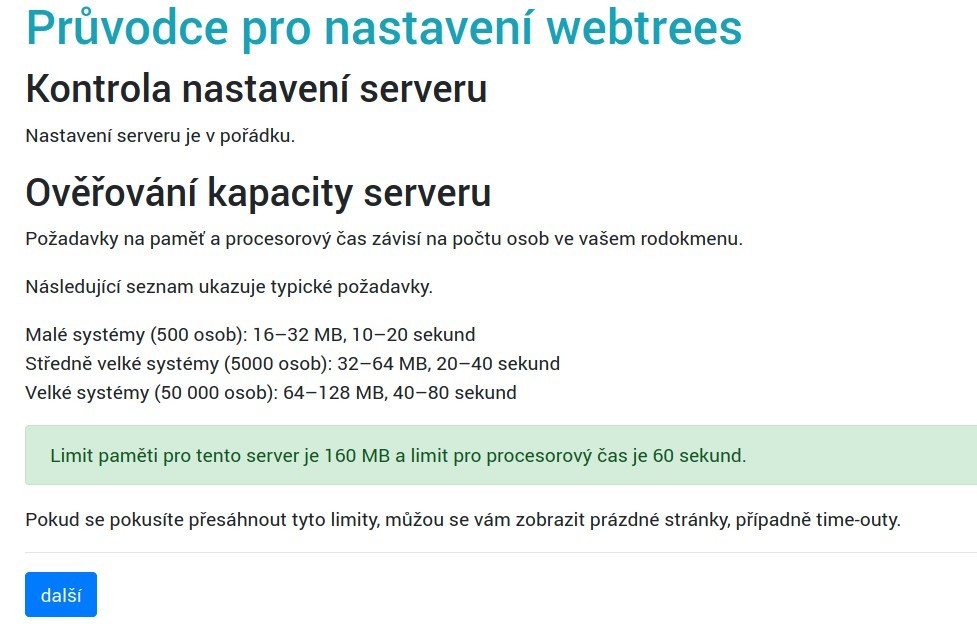 Průvodce pro nastavení webtrees
Kontrola nastavení serveru
Nastavení serveru je v pořádku.
Ověřování kapacity serveru
Požadavky na paměť a procesorový čas závisí na počtu osob ve vašem rodokmenu.
Následující seznam ukazuje typické požadavky.
Malé systémy (500 osob): 16–32 MB, 10–20 sekund
Středně velké systémy (5000 osob): 32–64 MB, 20–40 sekund
Velké systémy (50 000 osob): 64–128 MB, 40–80 sekund
Limit paměti pro tento server je 160 MB a limit pro procesorový čas je 60 sekund.
Pokud se pokusíte přesáhnout tyto limity, můžou se vám zobrazit prázdné stránky, případně time-outy.
další